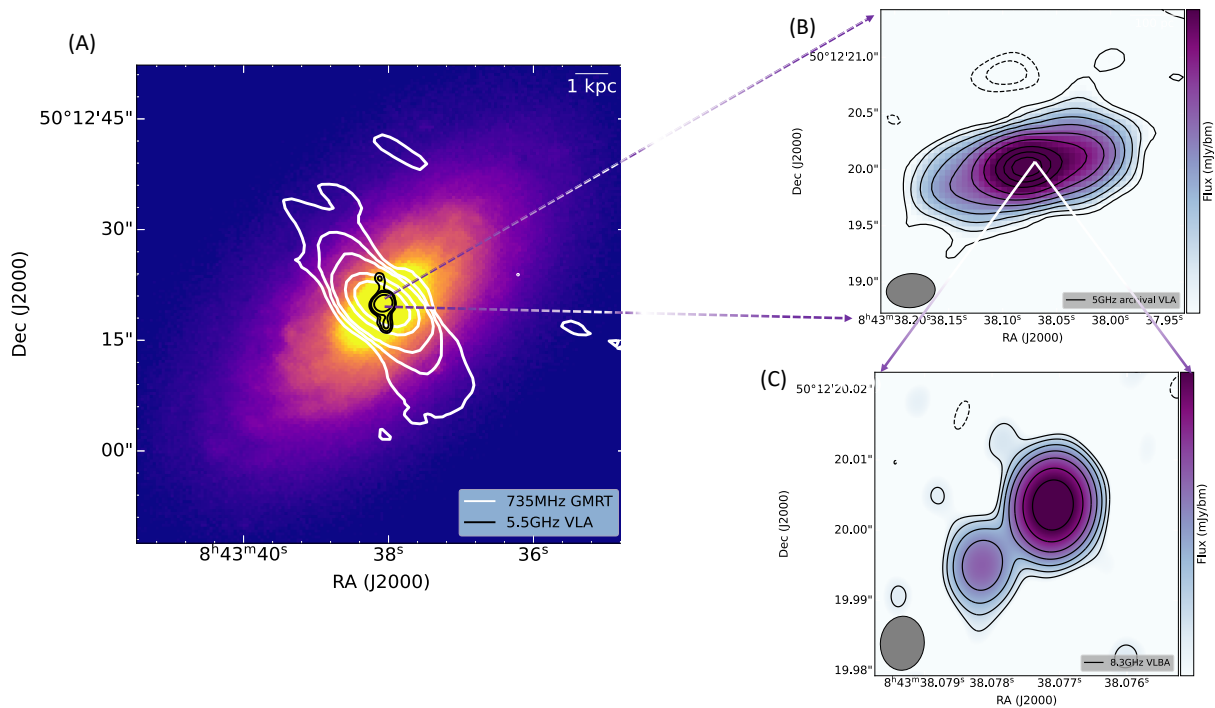 (A)
1 kpc
50°12'45"
30"
15"
00"
Dec (J2000)
735MHz GMRT
5.5GHz VLA
8ʰ43ᵐ40ˢ
38ˢ
36ˢ
RA (J2000)
(B)
50°12'21.0"
20.5"
20.0"
19.5"
19.0"
Dec (J2000)
5GHz archival VLA
8ʰ43ᵐ38.20ˢ38.15ˢ 38.10ˢ 38.05ˢ 38.00ˢ 37.95ˢ
RA (J2000)
Flux (mJy/bm)
(C)
50°12'20.02"
20.01"
20.00"
19.99"
19.98"
Dec (J2000)
8.3GHz VLBA
8ʰ43ᵐ38.079ˢ 38.078ˢ 38.077ˢ 38.076ˢ
RA (J2000)
Flux (mJy/bm)